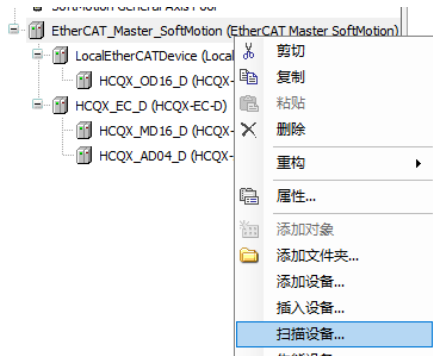 SoftMotion General Axis Pool
EtherCAT_Master_SoftMotion (EtherCAT Master SoftMotion)
LocalEtherCATDevice (Local
HCQX_OD16_D (HCQX-
HCQX_EC_D (HCQX-EC-D)
HCQX_MD16_D (HCQX-
HCQX_AD04_D (HCQX-
剪切
复制
粘贴
删除
重构
属性...
添加对象
添加文件夹...
添加设备...
插入设备...
扫描设备...